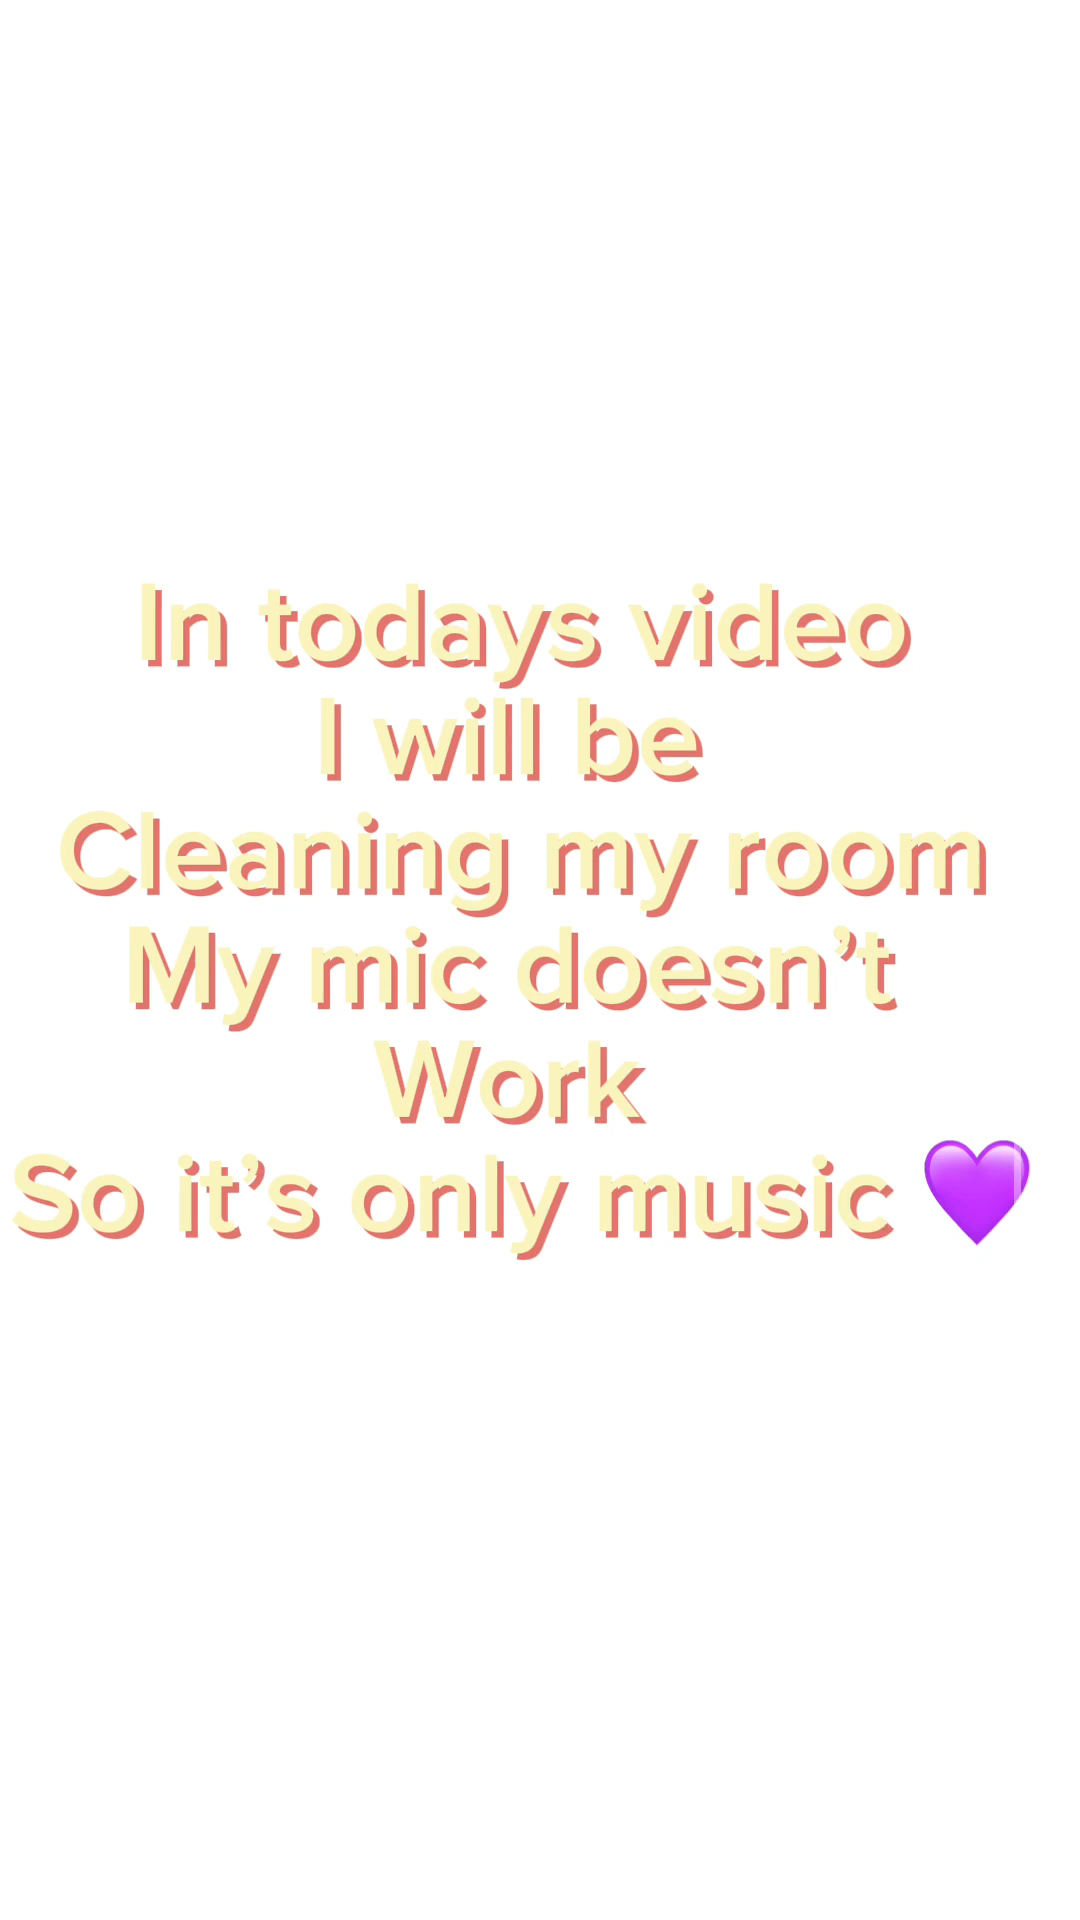 In todays video
I will be
Cleaning my room
My mic doesn’t
Work
So it’s only music 💜